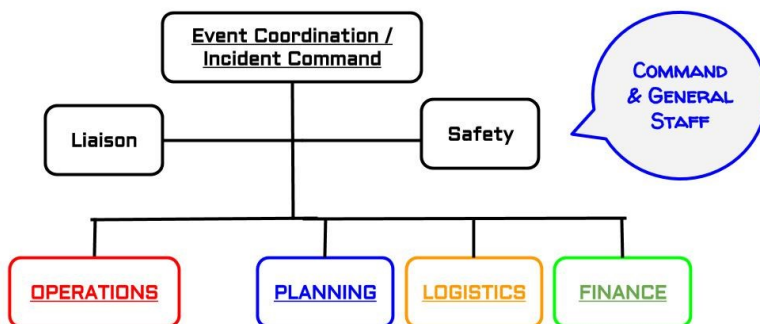 Event Coordination /
Incident Command
COMMAND
& GENERAL
STAFF
Liaison
Safety
OPERATIONS
PLANNING
LOGISTICS
FINANCE